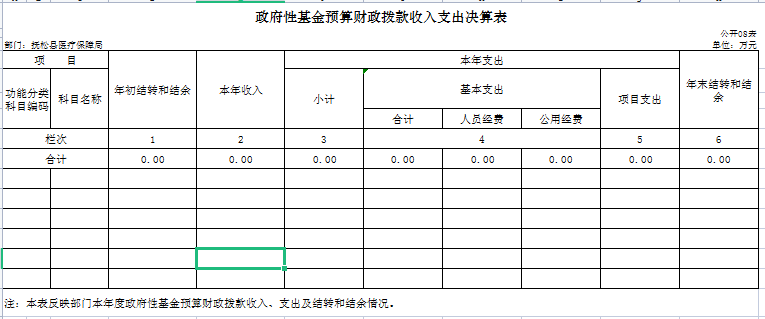 政府性基金预算财政拨款收入支出决算表
公开08表
部门：抚松县医疗保障局 单位：万元
项 目 年初结转和结余 本年收入 本年支出 年末结转和结余
功能分类科目编码 科目名称 小计 基本支出 项目支出
合计 人员经费 公用经费
栏次 1 2 3 4 5 6
合计 0.00 0.00 0.00 0.00 0.00 0.00 0.00 0.00
注：本表反映部门本年度政府性基金预算财政拨款收入、支出及结转和结余情况。